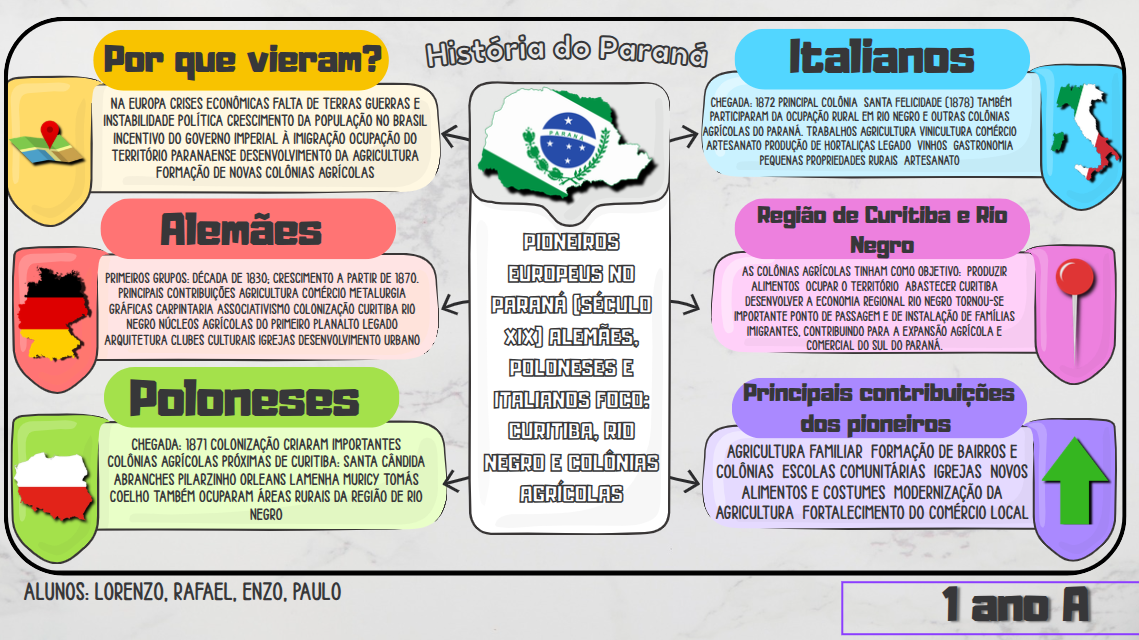 História do Paraná
Por que vieram?
NA EUROPA CRISES ECONÔMICAS FALTA DE TERRAS GUERRAS E
INSTABILIDADE POLÍTICA CRESCIMENTO DA POPULAÇÃO NO BRASIL
INCENTIVO DO GOVERNO IMPERIAL À IMIGRAÇÃO OCUPAÇÃO DO
TERRITÓRIO PARANAENSE DESENVOLVIMENTO DA AGRICULTURA
FORMAÇÃO DE NOVAS COLÔNIAS AGRÍCOLAS
Alemães
PRIMEIROS GRUPOS: DÉCADA DE 1830; CRESCIMENTO A PARTIR DE 1870.
PRINCIPAIS CONTRIBUIÇÕES AGRICULTURA COMÉRCIO METALURGIA
GRÁFICAS CARPINTARIA ASSOCIATIVISMO COLONIZAÇÃO CURITIBA RIO
NEGRO NÚCLEOS AGRÍCOLAS DO PRIMEIRO PLANALTO LEGADO
ARQUITETURA CLUBES CULTURAIS IGREJAS DESENVOLVIMENTO URBANO
Poloneses
CHEGADA: 1871 COLONIZAÇÃO CRIARAM IMPORTANTES
COLÔNIAS AGRÍCOLAS PRÓXIMAS DE CURITIBA: SANTA CÂNDIDA
ABRANCHES PILARZINHO ORLEANS LAMENHA MURICY TOMÁS
COELHO TAMBÉM OCUPARAM ÁREAS RURAIS DA REGIÃO DE RIO
NEGRO
PARANÁ
PIONEIROS
EUROPEUS NO
PARANÁ (SÉCULO
XIX) ALEMÃES,
POLONESES E
ITALIANOS FOCO:
CURITIBA, RIO
NEGRO E COLÔNIAS
AGRÍCOLAS
Italianos
CHEGADA: 1872 PRINCIPAL COLÔNIA SANTA FELICIDADE (1878) TAMBÉM
PARTICIPARAM DA OCUPAÇÃO RURAL EM RIO NEGRO E OUTRAS COLÔNIAS
AGRÍCOLAS DO PARANÁ. TRABALHOS AGRICULTURA VINICULTURA COMÉRCIO
ARTESANATO PRODUÇÃO DE HORTALIÇAS LEGADO VINHOS GASTRONOMIA
PEQUENAS PROPRIEDADES RURAIS ARTESANATO
Região de Curitiba e Rio
Negro
AS COLÔNIAS AGRÍCOLAS TINHAM COMO OBJETIVO: PRODUZIR
ALIMENTOS OCUPAR O TERRITÓRIO ABASTECER CURITIBA
DESENVOLVER A ECONOMIA REGIONAL RIO NEGRO TORNOU-SE
IMPORTANTE PONTO DE PASSAGEM E DE INSTALAÇÃO DE FAMÍLIAS
IMIGRANTES, CONTRIBUINDO PARA A EXPANSÃO AGRÍCOLA E
COMERCIAL DO SUL DO PARANÁ.
Principais contribuições
dos pioneiros
AGRICULTURA FAMILIAR FORMAÇÃO DE BAIRROS E
COLÔNIAS ESCOLAS COMUNITÁRIAS IGREJAS NOVOS
ALIMENTOS E COSTUMES MODERNIZAÇÃO DA
AGRICULTURA FORTALECIMENTO DO COMÉRCIO LOCAL
ALUNOS: LORENZO, RAFAEL, ENZO, PAULO
1 ano A